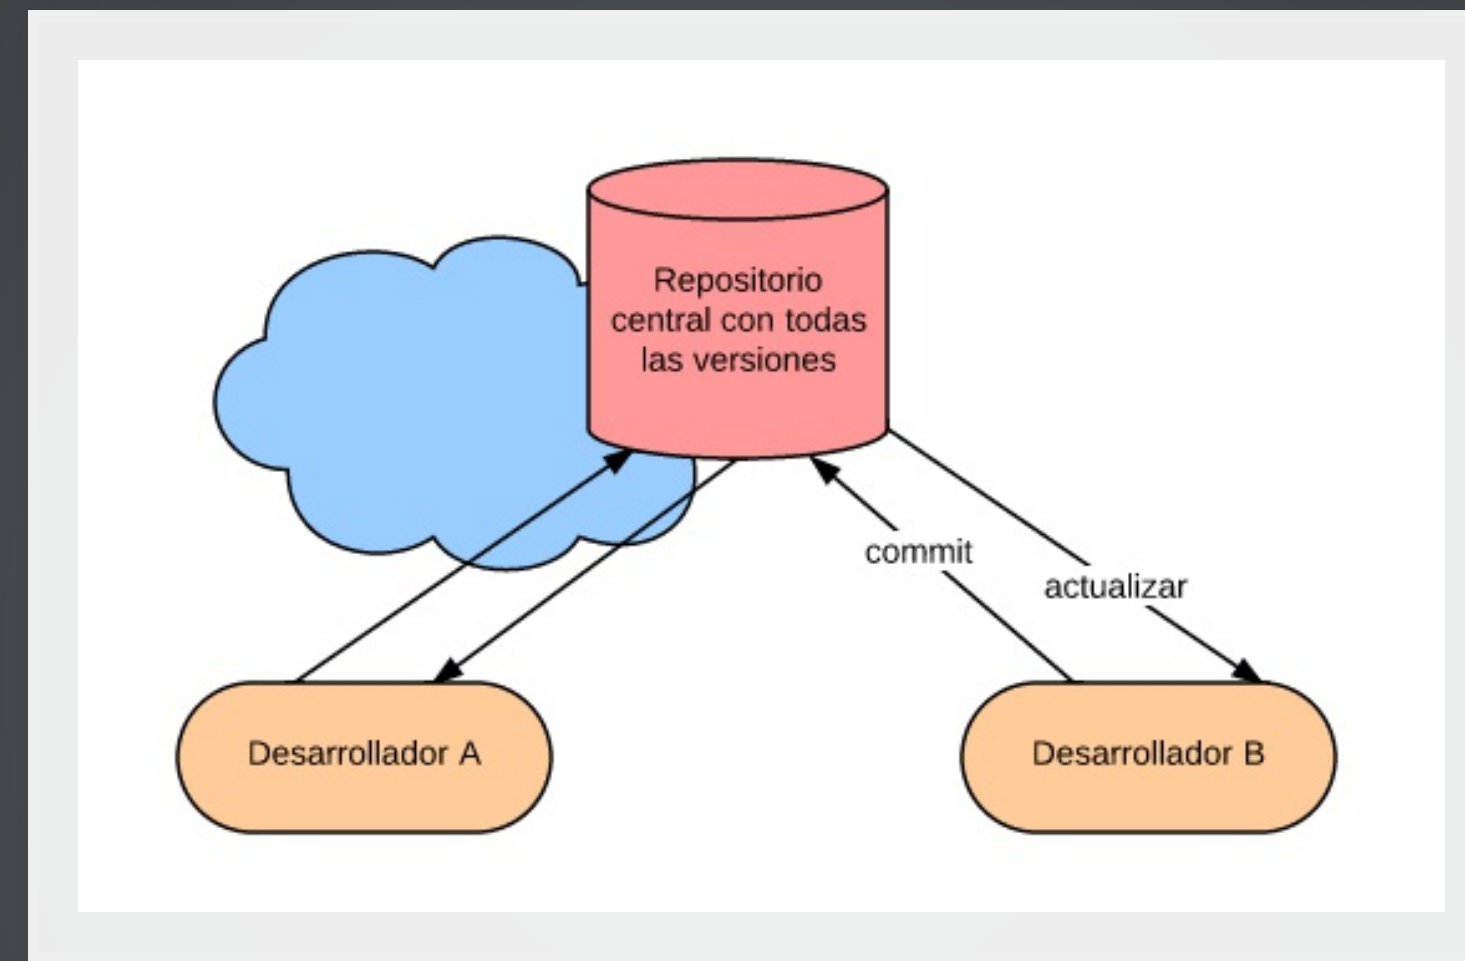 Repositorio
central con todas
las versiones
commit
actualizar
Desarrollador A
Desarrollador B